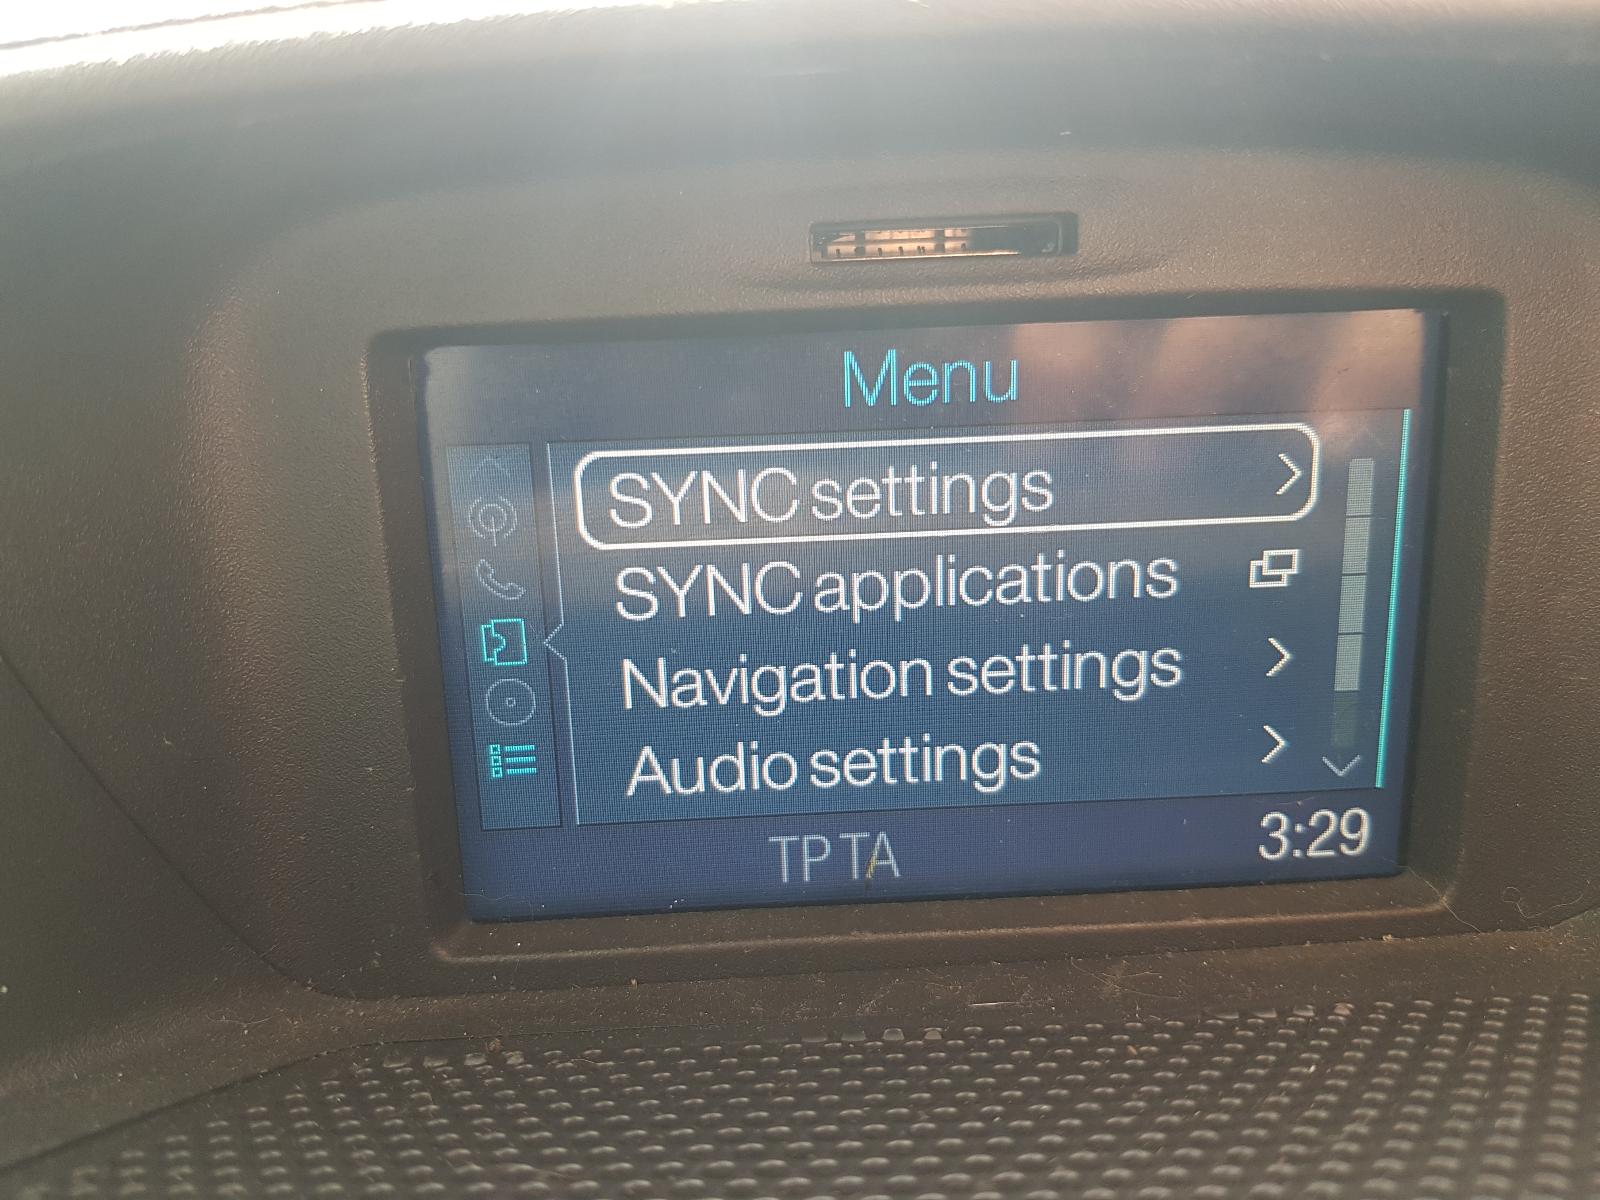 Menu
SYNC settings
SYNC applications
Navigation settings
Audio settings
TP TA
3:29